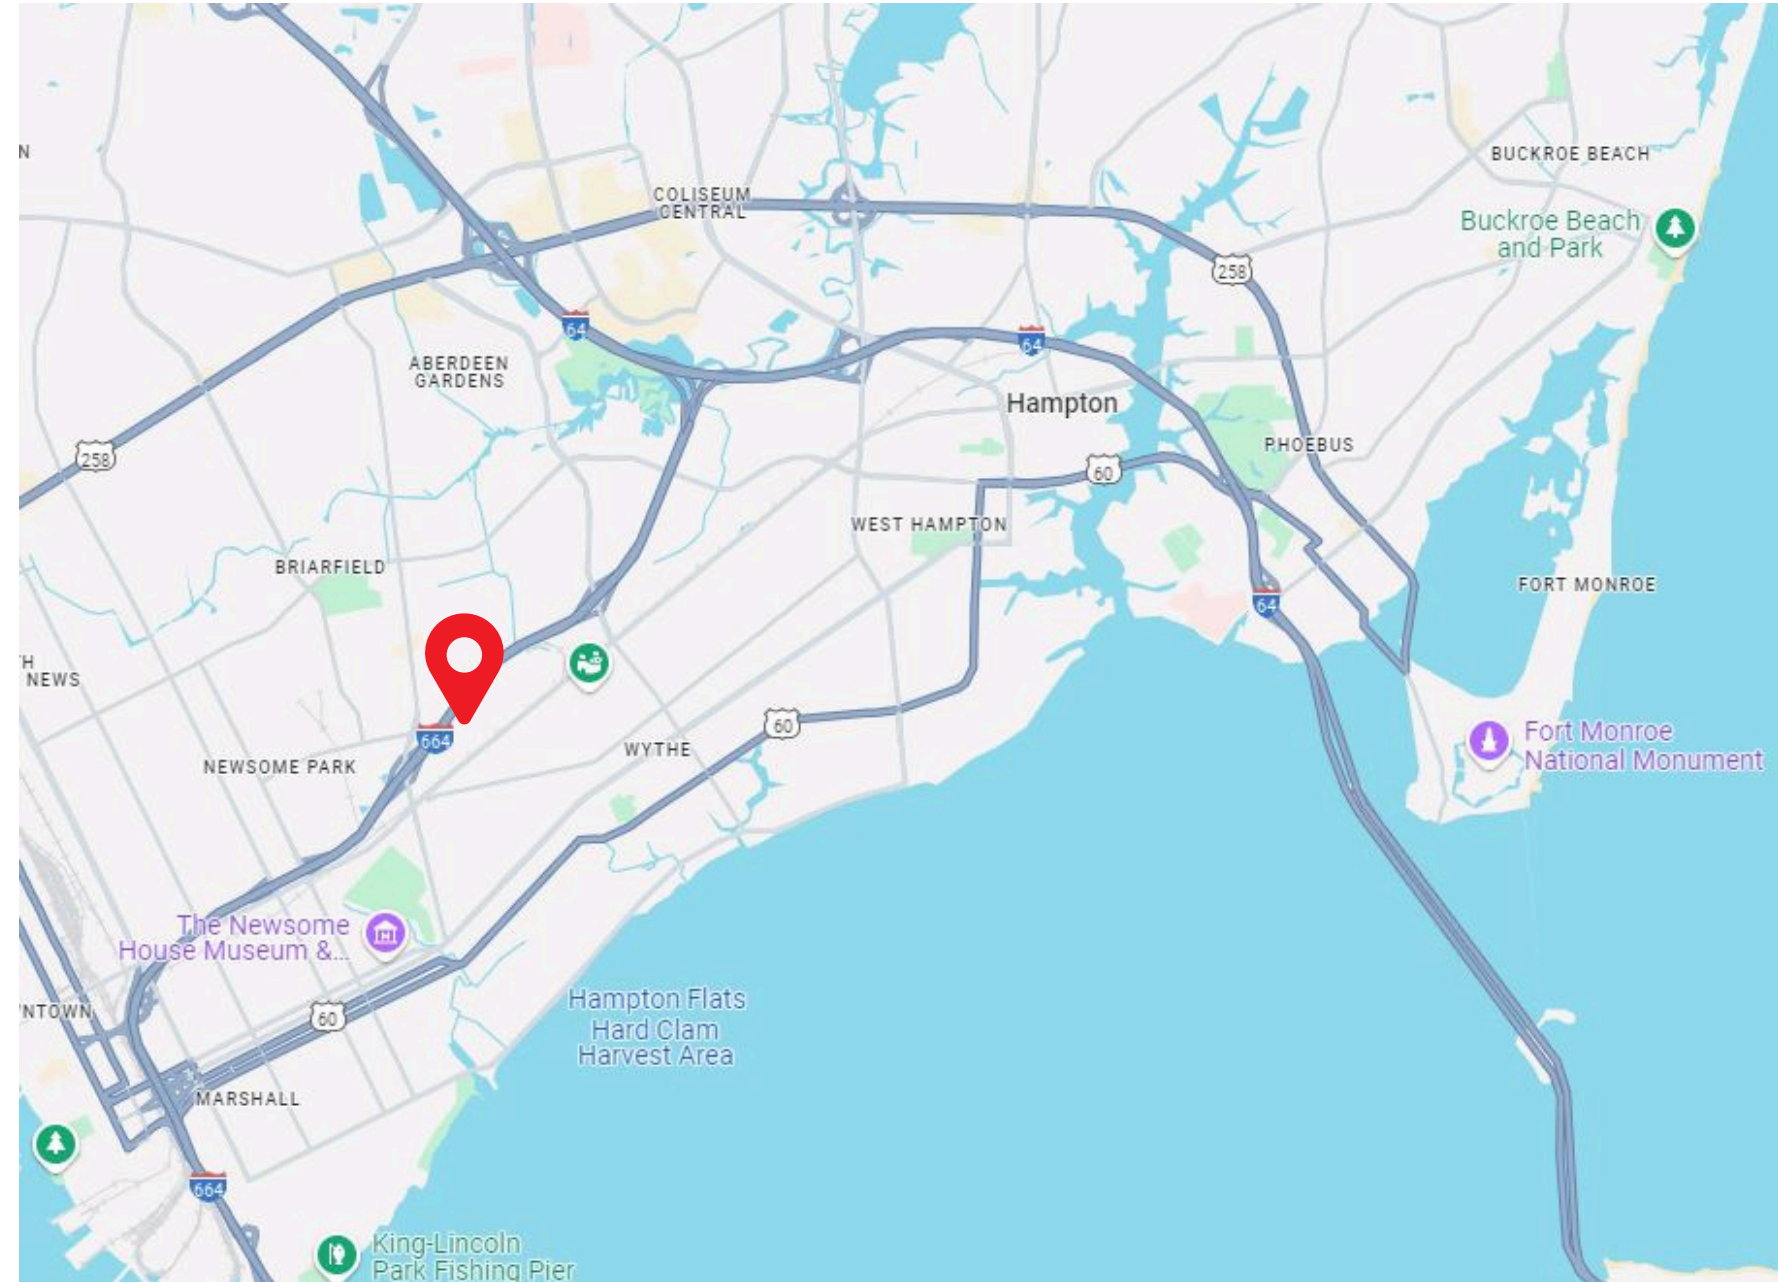 N
COLISEUM
CENTRAL
BUCKROE BEACH
Buckroe Beach
and Park
258
64
64
ABERDEEN
GARDENS
Hampton
258
PHOEBUS
60
WEST HAMPTON
BRIARFIELD
FORT MONROE
64
TH
NEWS
60
664
WYTHE
NEWSOME PARK
Fort Monroe
National Monument
The Newsome
House Museum &...
NTOWN
60
Hampton Flats
Hard Clam
Harvest Area
MARSHALL
664
King-Lincoln
Park Fishing Pier